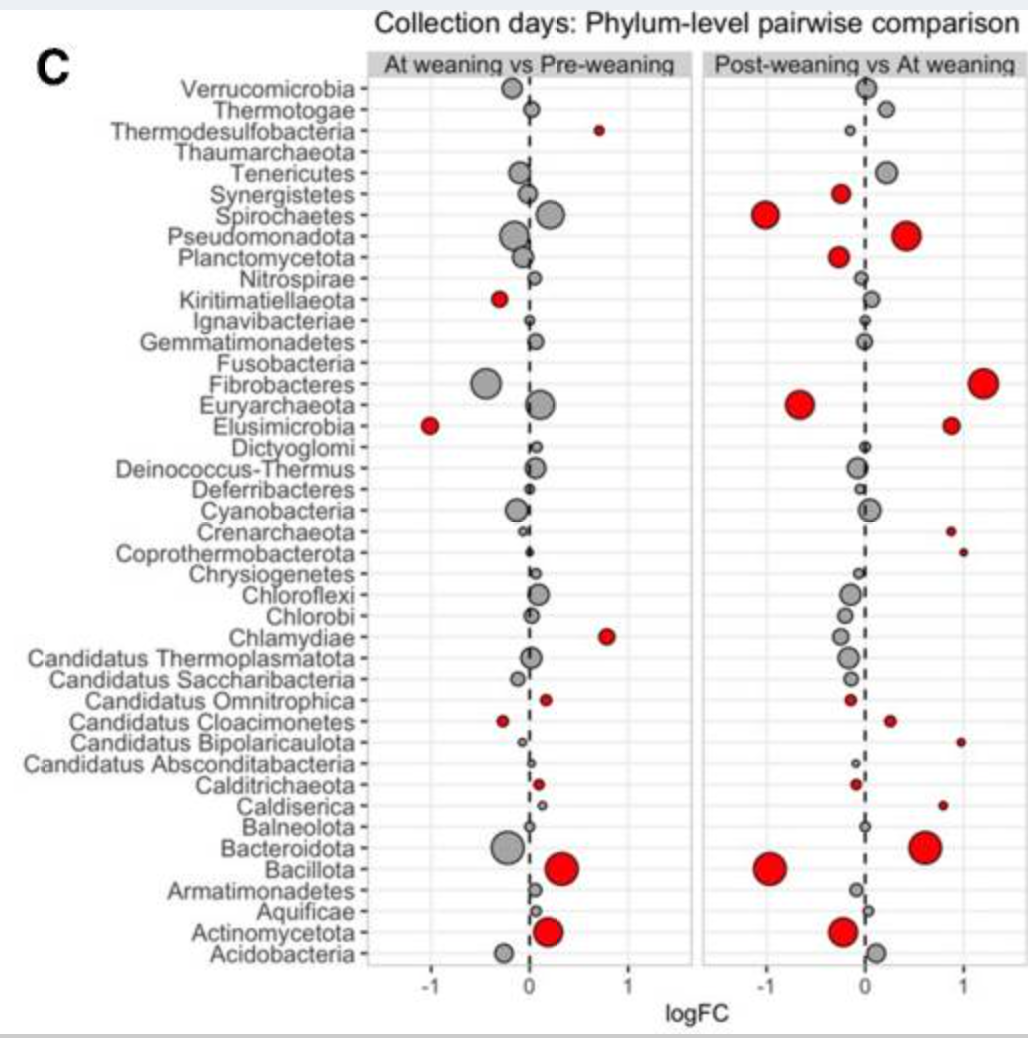 Collection days: Phylum-level pairwise comparison
C
At weaning vs Pre-weaning
Post-weaning vs At weaning
Verrucomicrobia
Thermotogae
Thermodesulfobacteria
Thaumarchaeota
Tenericutes
Synergistetes
Spirochaetes
Pseudomonadota
Planctomycetota
Nitrospirae
Kiritimatiellaeota
Ignavibacteriae
Gemmatimonadetes
Fusobacteria
Fibrobacteres
Euryarchaeota
Elusimicrobia
Dictyoglomi
Deinococcus-Thermus
Deferribacteres
Cyanobacteria
Crenarchaeota
Coprothermobacterota
Chrysiogenetes
Chloroflexi
Chlorobi
Chlamydiae
Candidatus Thermoplasmatota
Candidatus Saccharibacteria
Candidatus Omnitrophica
Candidatus Cloacimonetes
Candidatus Bipolaricaulota
Candidatus Absconditabacteria
Calditrichaeota
Caldiserica
Balneolota
Bacteroidota
Bacillota
Armatimonadetes
Aquificae
Actinomycetota
Acidobacteria
-1 0 1
-1 0 1
logFC